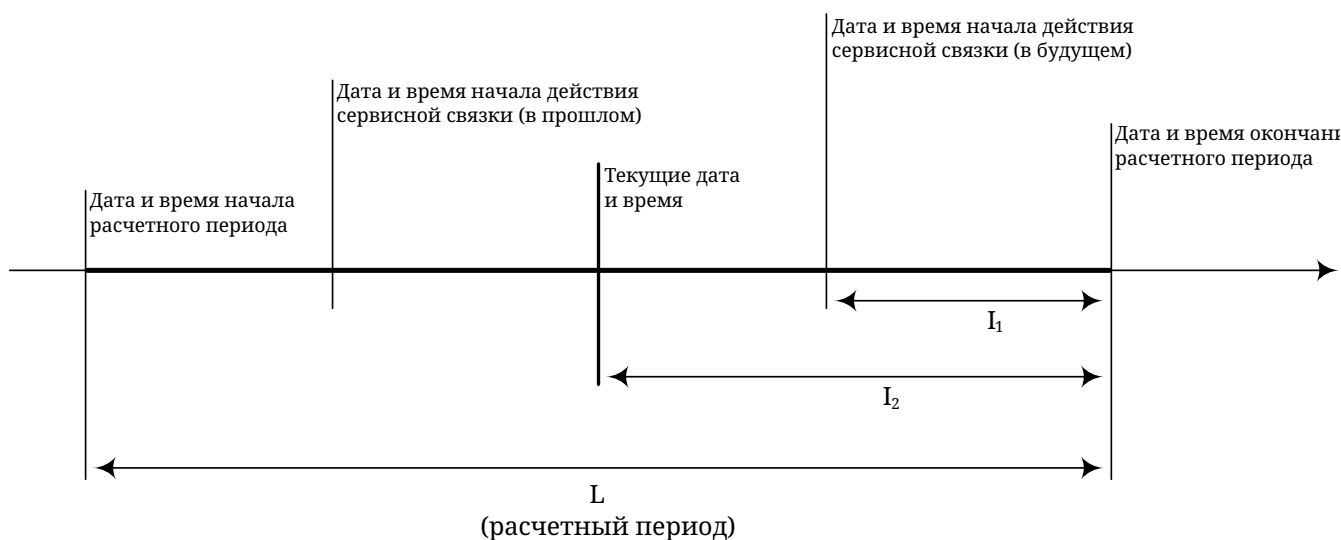 Дата и время начала действия
сервисной связки (в будущем)
Дата и время начала действия
сервисной связки (в прошлом)
Дата и время окончани
расчетного периода
Текущие дата
и время
Дата и время начала
расчетного периода
I₁
I₂
L
(расчетный период)